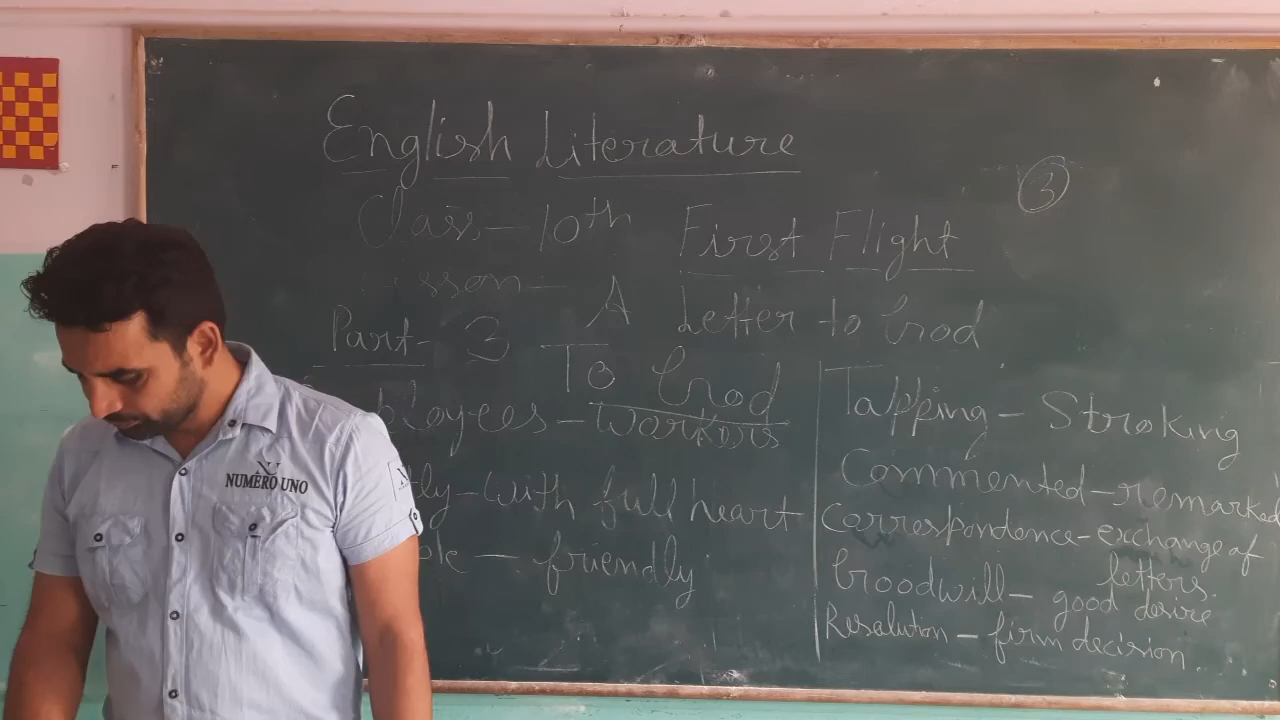 English Literature
3
Class - 10th First Flight
A Letter to God
Part - 3
To God
- Workers
- with full heart
- friendly
Tapping - Stroking
Commented - remarked
Correspondence - exchange of
letters.
Goodwill - good desire
Resolution - firm decision.
NUMERO UNO